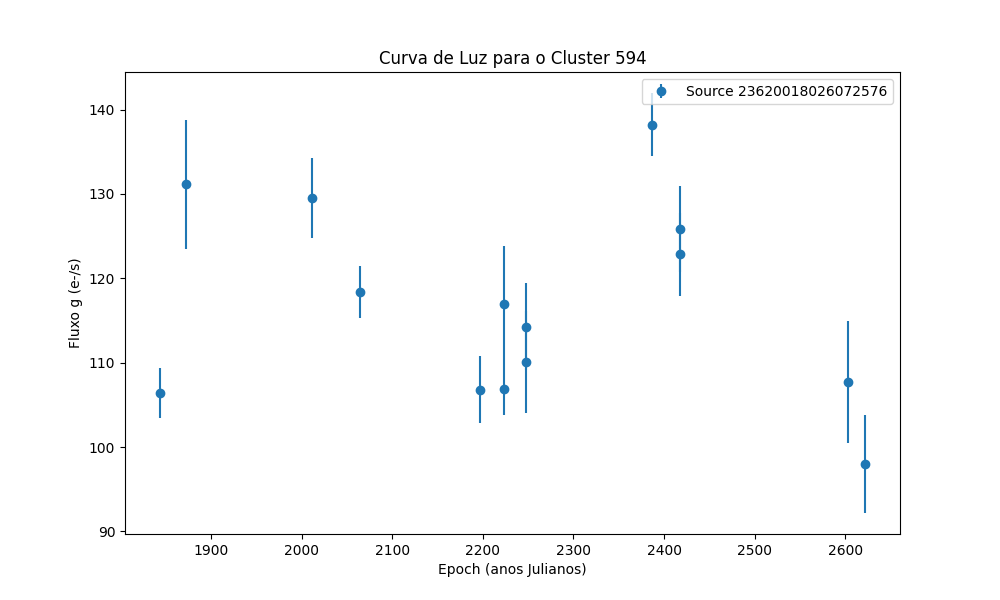 Curva de Luz para o Cluster 594
Source 23620018026072576
140
130
120
110
100
90
Fluxo g (e-/s)
1900 2000 2100 2200 2300 2400 2500 2600
Epoch (anos Julianos)